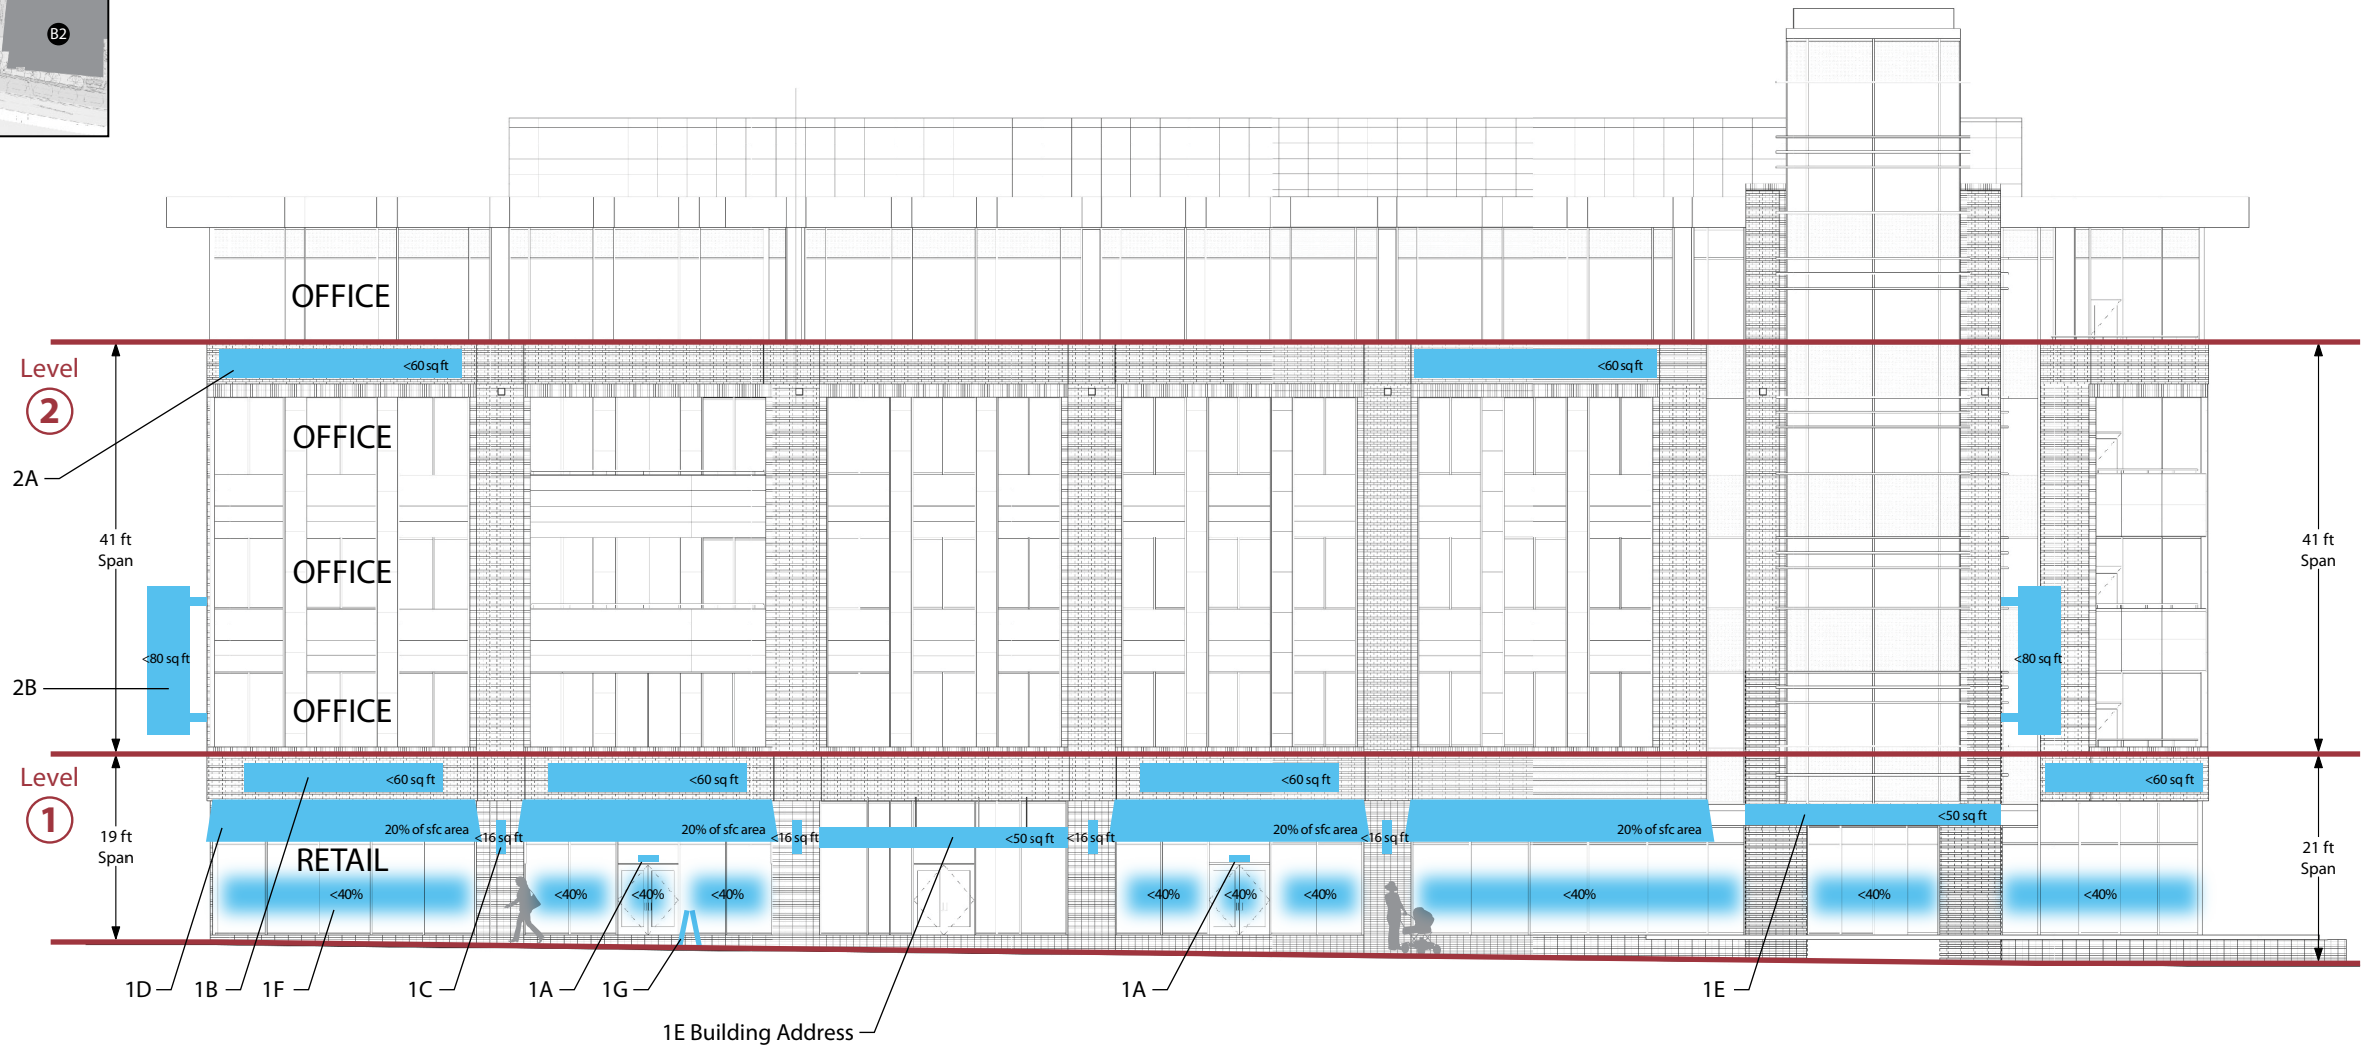 B2
OFFICE
Level
2
<60 sq ft
<60 sq ft
OFFICE
2A
41 ft
Span
41 ft
Span
OFFICE
<80 sq ft
<80 sq ft
2B
OFFICE
Level
1
<60 sq ft
<60 sq ft
<60 sq ft
<60 sq ft
19 ft
Span
20% of sfc area
<16 sq ft
20% of sfc area
<16 sq ft
<50 sq ft
<16 sq ft
20% of sfc area
<16 sq ft
20% of sfc area
<50 sq ft
21 ft
Span
RETAIL
<40%
<40%
<40%
<40%
<40%
<40%
<40%
<40%
<40%
<40%
1D
1B
1F
1C
1A
1G
1A
1E
1E Building Address